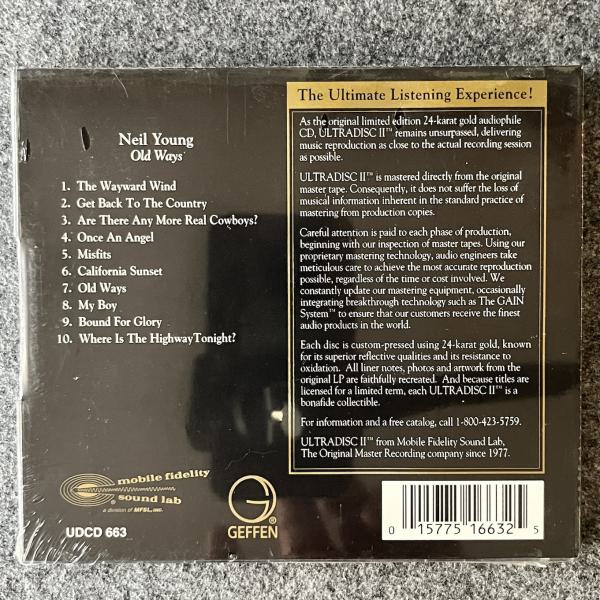 Neil Young
Old Ways
1. The Wayward Wind
2. Get Back To The Country
3. Are There Any More Real Cowboys?
4. Once An Angel
5. Misfits
6. California Sunset
7. Old Ways
8. My Boy
9. Bound For Glory
10. Where Is The Highway Tonight?
mobile fidelity
sound lab
a division of MFSL, INC.
UDCD 663
G®
GEFFEN
The Ultimate Listening Experience!
As the original limited edition 24-karat gold audiophile
CD, ULTRADISC II™ remains unsurpassed, delivering
music reproduction as close to the actual recording session
as possible.
ULTRADISC II™ is mastered directly from the original
master tape. Consequently, it does not suffer the loss of
musical information inherent in the standard practice of
mastering from production copies.
Careful attention is paid to each phase of production,
beginning with our inspection of master tapes. Using our
proprietary mastering technology, audio engineers take
meticulous care to achieve the most accurate reproduction
possible, regardless of the time or cost involved. We
constantly update our mastering equipment, occasionally
integrating breakthrough technology such as The GAIN
System™ to ensure that our customers receive the finest
audio products in the world.
Each disc is custom-pressed using 24-karat gold, known
for its superior reflective qualities and its resistance to
oxidation. All liner notes, photos and artwork from the
original LP are faithfully recreated. And because titles are
licensed for a limited term, each ULTRADISC II™ is a
bonafide collectible.
For information and a free catalog, call 1-800-423-5759.
ULTRADISC II™ from Mobile Fidelity Sound Lab,
The Original Master Recording company since 1977.
0 15775 16632 5